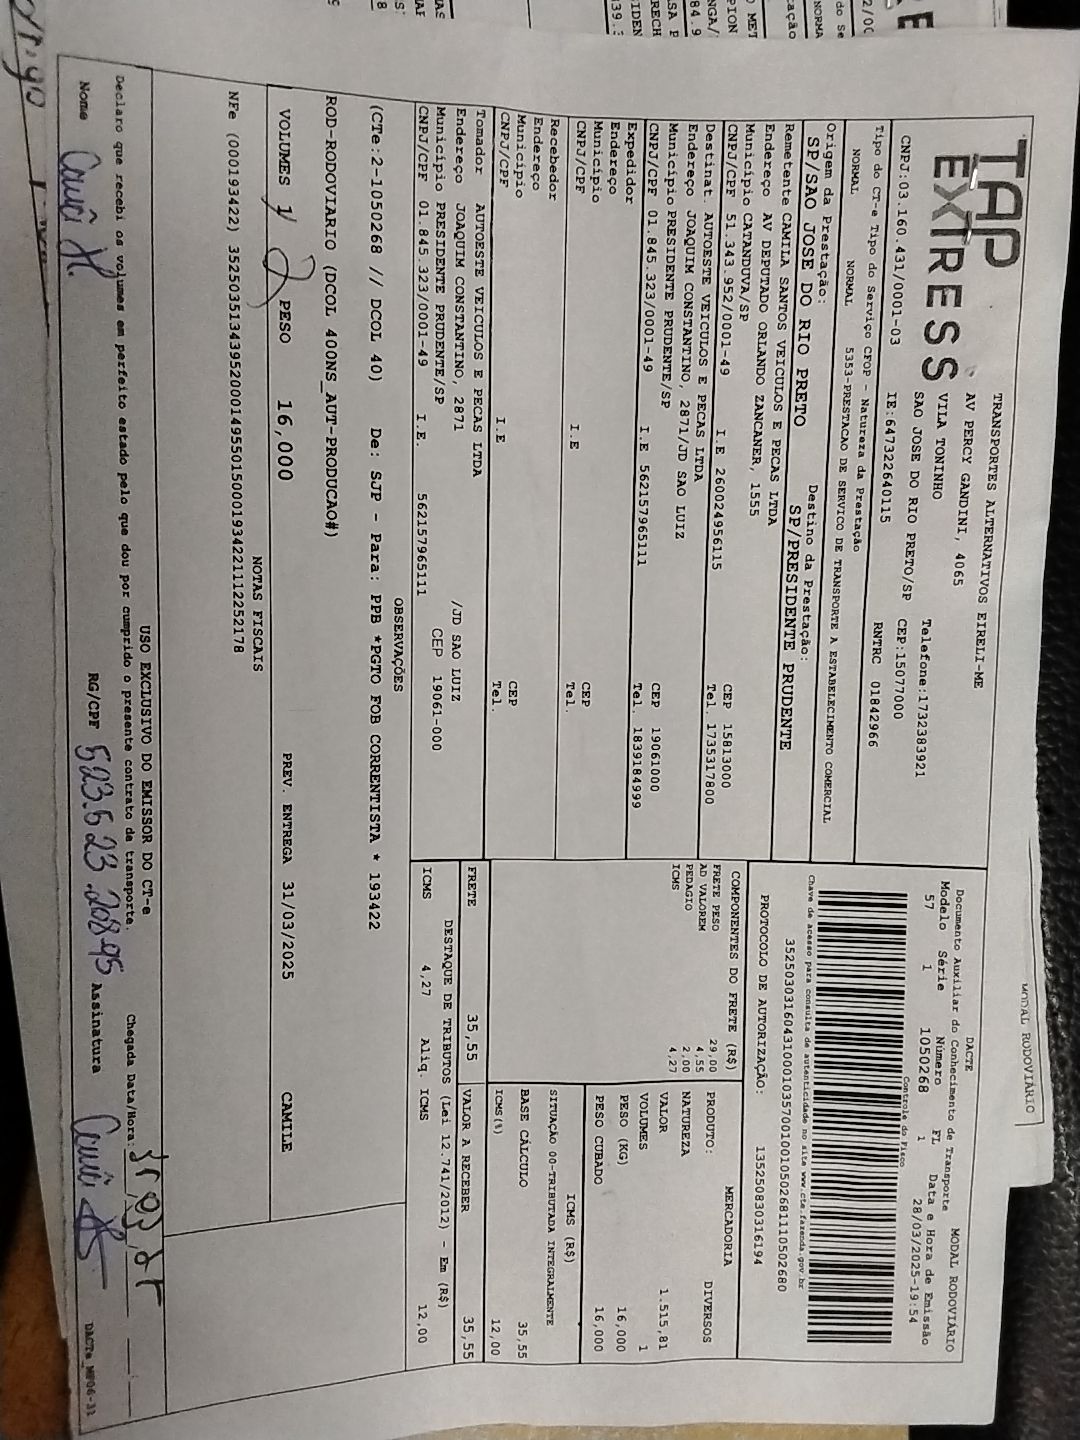 TAP
EXTRESS
TRANSPORTES ALTERNATIVOS EIRELI-ME
AV PERCY GANDINI, 4065
VILA TONINHO
SAO JOSE DO RIO PRETO/SP
Telefone:1732383921
CEP:15077000
CNPJ:03.160.431/0001-03 IE:647322640115 RNTRC 01842966
Tipo do CT-e Tipo do Serviço CFOP - Natureza da Prestação
NORMAL NORMAL 5353-PRESTACAO DE SERVICO DE TRANSPORTE A ESTABELECIMENTO COMERCIAL
Origem da Prestação: Destino da Prestação:
SP/SAO JOSE DO RIO PRETO SP/PRESIDENTE PRUDENTE
Remetente CAMILA SANTOS VEICULOS E PECAS LTDA
Endereço AV DEPUTADO ORLANDO ZANCANER, 1555
Município CATANDUVA/SP CEP 15813000
CNPJ/CPF 51.343.952/0001-49 I.E 260024956115 Tel. 1735317800
Destinat. AUTOESTE VEICULOS E PECAS LTDA
Endereço JOAQUIM CONSTANTINO, 2871/JD SAO LUIZ
Município PRESIDENTE PRUDENTE/SP CEP 19061000
CNPJ/CPF 01.845.323/0001-49 I.E 562157965111 Tel. 1839184999
Expedidor
Endereço
Município CEP
CNPJ/CPF I.E Tel.
Recebedor
Endereço
Município CEP
CNPJ/CPF I.E Tel.
Tomador AUTOESTE VEICULOS E PECAS LTDA
Endereço JOAQUIM CONSTANTINO, 2871 /JD SAO LUIZ
Município PRESIDENTE PRUDENTE/SP CEP 19061-000
CNPJ/CPF 01.845.323/0001-49 I.E. 562157965111
MODAL RODOVIÁRIO
DACTE MODAL RODOVIÁRIO
Documento Auxiliar do Conhecimento de Transporte
Modelo Série Número FL Data e Hora de Emissão
57 1 1050268 1 28/03/2025-19:54
Controle do Fisco
Chave de acesso para consulta de autenticidade no site www.cte.fazenda.gov.br
35250303160431000103570010010502681110502680
PROTOCOLO DE AUTORIZAÇÃO: 135250830316194
COMPONENTES DO FRETE (R$)
FRETE PESO 29,00
AD VALOREM 4,55
PEDAGIO 2,00
ICMS 4,27
MERCADORIA
PRODUTO: DIVERSOS
NATUREZA
VALOR 1.515,81
VOLUMES 1
PESO (KG) 16,000
PESO CUBADO 16,000
ICMS (R$)
SITUAÇÃO 00-TRIBUTADA INTEGRALMENTE
BASE CÁLCULO 35,55
ICMS(%) 12,00
FRETE 35,55 VALOR A RECEBER 35,55
DESTAQUE DE TRIBUTOS (Lei 12.741/2012) - Em (R$)
ICMS 4,27 Aliq. ICMS 12,00
OBSERVAÇÕES
(CTe:2-1050268 // DCOL 40) De: SJP - Para: PPB *PGTO FOB CORRENTISTA * 193422
ROD-RODOVIARIO (DCOL 400NS_AUT-PRODUCAO#)
VOLUMES 1 PESO 16,000 PREV. ENTREGA 31/03/2025 CAMILE
NOTAS FISCAIS
NFe (000193422) 35250351343952000149550150001934221112252178
USO EXCLUSIVO DO EMISSOR DO CT-e
Declaro que recebi os volumes em perfeito estado pelo que dou por cumprido o presente contrato de transporte. Chegada Data/Hora:
Nome RG/CPF 523.523.208-95 Assinatura
DACTe_MP06-31